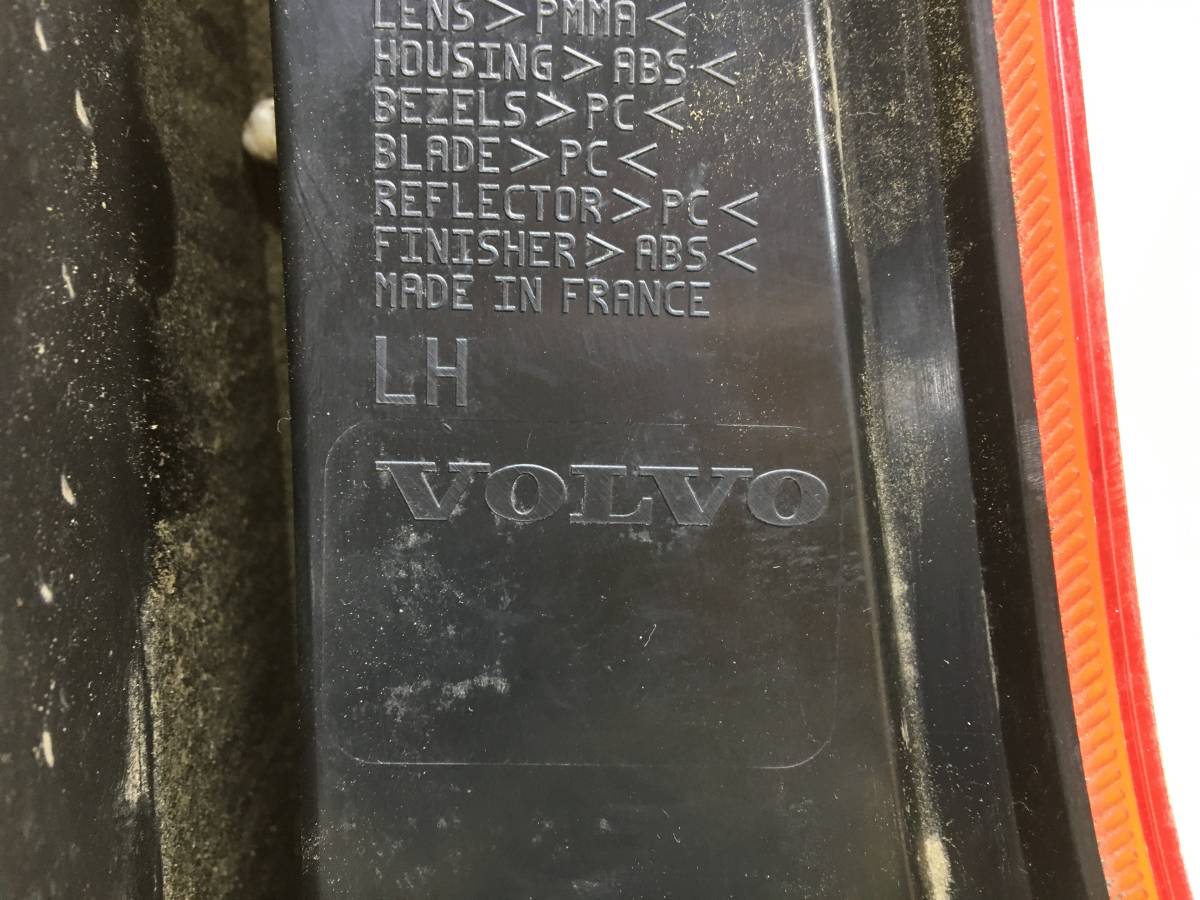 LENS>PMMA<
HOUSING>ABS<
BEZELS>PC<
BLADE>PC<
REFLECTOR>PC<
FINISHER>ABS<
MADE IN FRANCE
LH
VOLVO